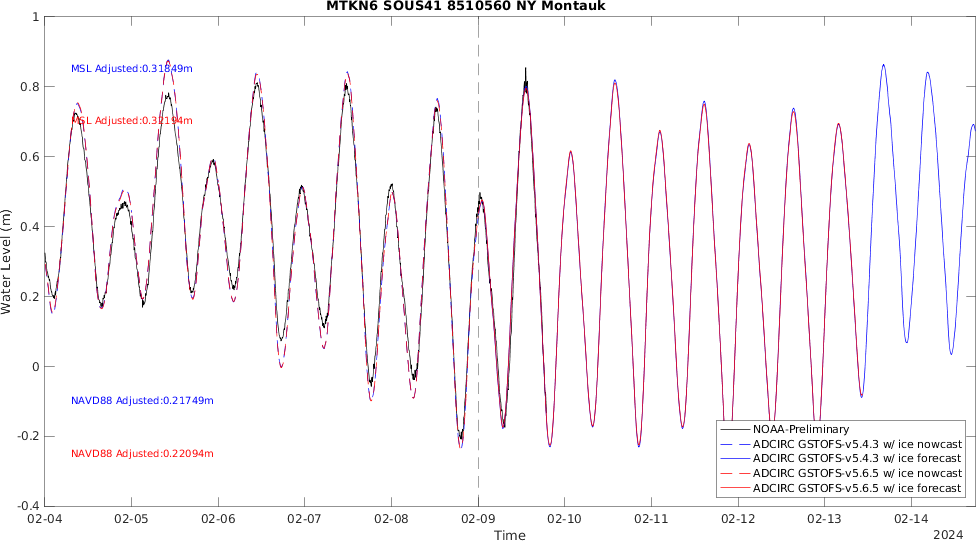 MTKN6 SOUS41 8510560 NY Montauk
1
0.8
0.6
0.4
0.2
0
-0.2
-0.4
Water Level (m)
MSL Adjusted:0.31849m
MSL Adjusted:0.32194m
NAVD88 Adjusted:0.21749m
NAVD88 Adjusted:0.22094m
NOAA-Preliminary
ADCIRC GSTOFS-v5.4.3 w/ ice nowcast
ADCIRC GSTOFS-v5.4.3 w/ ice forecast
ADCIRC GSTOFS-v5.6.5 w/ ice nowcast
ADCIRC GSTOFS-v5.6.5 w/ ice forecast
02-04 02-05 02-06 02-07 02-08 02-09 02-10 02-11 02-12 02-13 02-14
Time
2024